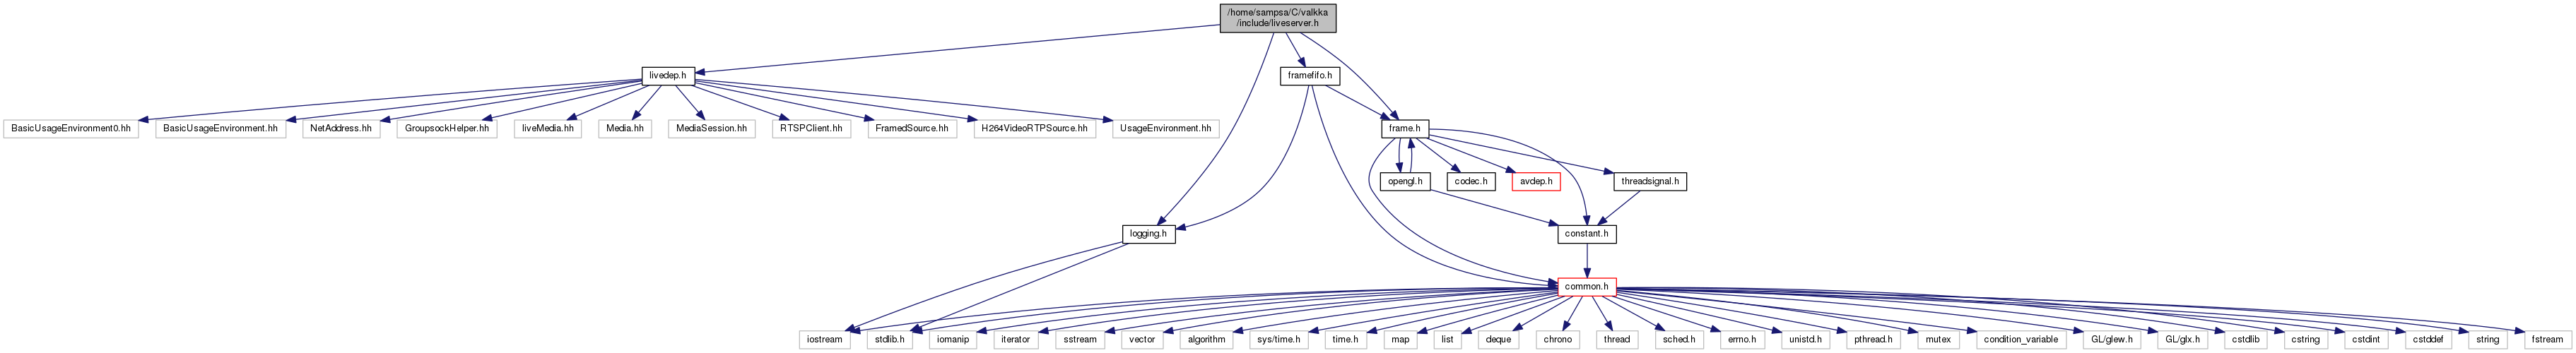 /home/sampsa/C/valkka
/include/liveserver.h
livedep.h
framefifo.h
BasicUsageEnvironment0.hh
BasicUsageEnvironment.hh
NetAddress.hh
GroupsockHelper.hh
liveMedia.hh
Media.hh
MediaSession.hh
RTSPClient.hh
FramedSource.hh
H264VideoRTPSource.hh
UsageEnvironment.hh
frame.h
opengl.h
codec.h
avdep.h
threadsignal.h
logging.h
constant.h
common.h
iostream
stdlib.h
iomanip
iterator
sstream
vector
algorithm
sys/time.h
time.h
map
list
deque
chrono
thread
sched.h
errno.h
unistd.h
pthread.h
mutex
condition_variable
GL/glew.h
GL/glx.h
cstdlib
cstring
cstdint
cstddef
string
fstream